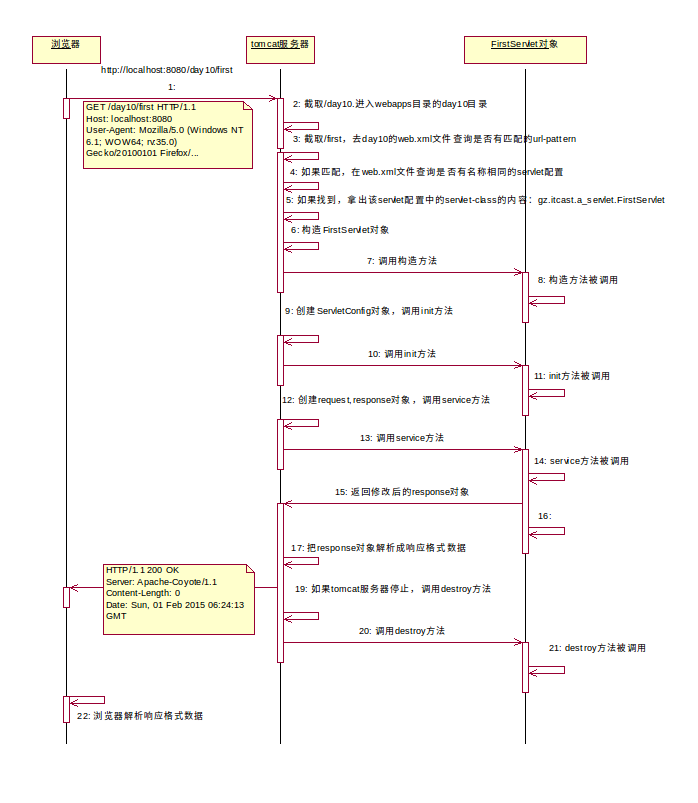 浏览器
tomcat服务器
FirstServlet对象
http://localhost:8080/day10/first
1:
GET /day10/first HTTP/1.1
Host: localhost:8080
User-Agent: Mozilla/5.0 (Windows NT
6.1; WOW64; rv:35.0)
Gecko/20100101 Firefox/...
2: 截取/day10.进入webapps目录的day10目录
3: 截取/first，去day10的web.xml文件查询是否有匹配的url-pattern
4: 如果匹配，在web.xml文件查询是否有名称相同的servlet配置
5: 如果找到，拿出该servlet配置中的servlet-class的内容：gz.itcast.a_servlet.FirstServlet
6: 构造FirstServlet对象
7: 调用构造方法
8: 构造方法被调用
9: 创建ServletConfig对象，调用init方法
10: 调用init方法
11: init方法被调用
12: 创建request,response对象，调用service方法
13: 调用service方法
14: service方法被调用
15: 返回修改后的response对象
16:
17: 把response对象解析成响应格式数据
HTTP/1.1 200 OK
Server: Apache-Coyote/1.1
Content-Length: 0
Date: Sun, 01 Feb 2015 06:24:13
GMT
19: 如果tomcat服务器停止，调用destroy方法
20: 调用destroy方法
21: destroy方法被调用
22: 浏览器解析响应格式数据